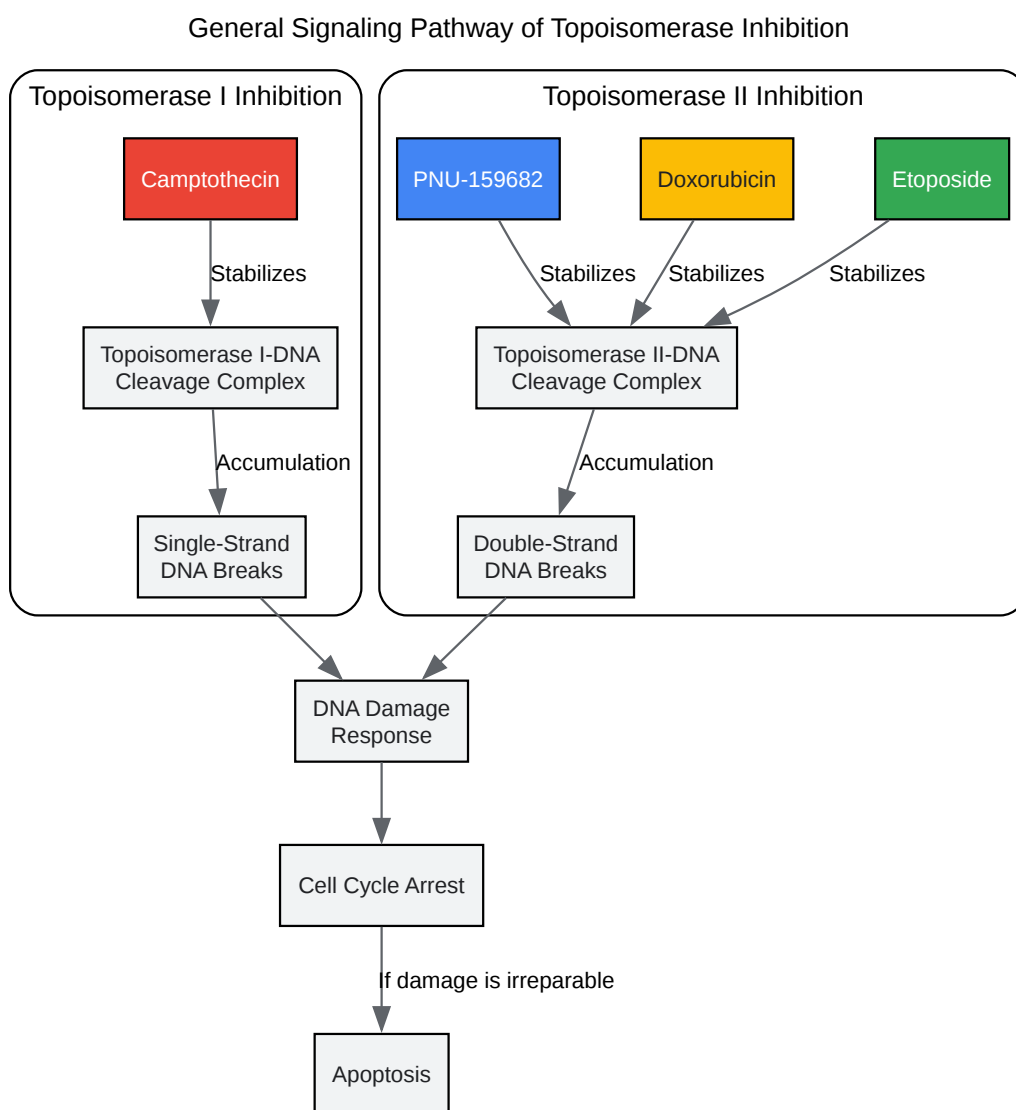 General Signaling Pathway of Topoisomerase Inhibition
Topoisomerase I Inhibition
Topoisomerase II Inhibition
Camptothecin
PNU-159682
Doxorubicin
Etoposide
Stabilizes
Stabilizes
Stabilizes
Stabilizes
Topoisomerase I-DNA
Cleavage Complex
Topoisomerase II-DNA
Cleavage Complex
Accumulation
Accumulation
Single-Strand
DNA Breaks
Double-Strand
DNA Breaks
DNA Damage
Response
Cell Cycle Arrest
If damage is irreparable
Apoptosis